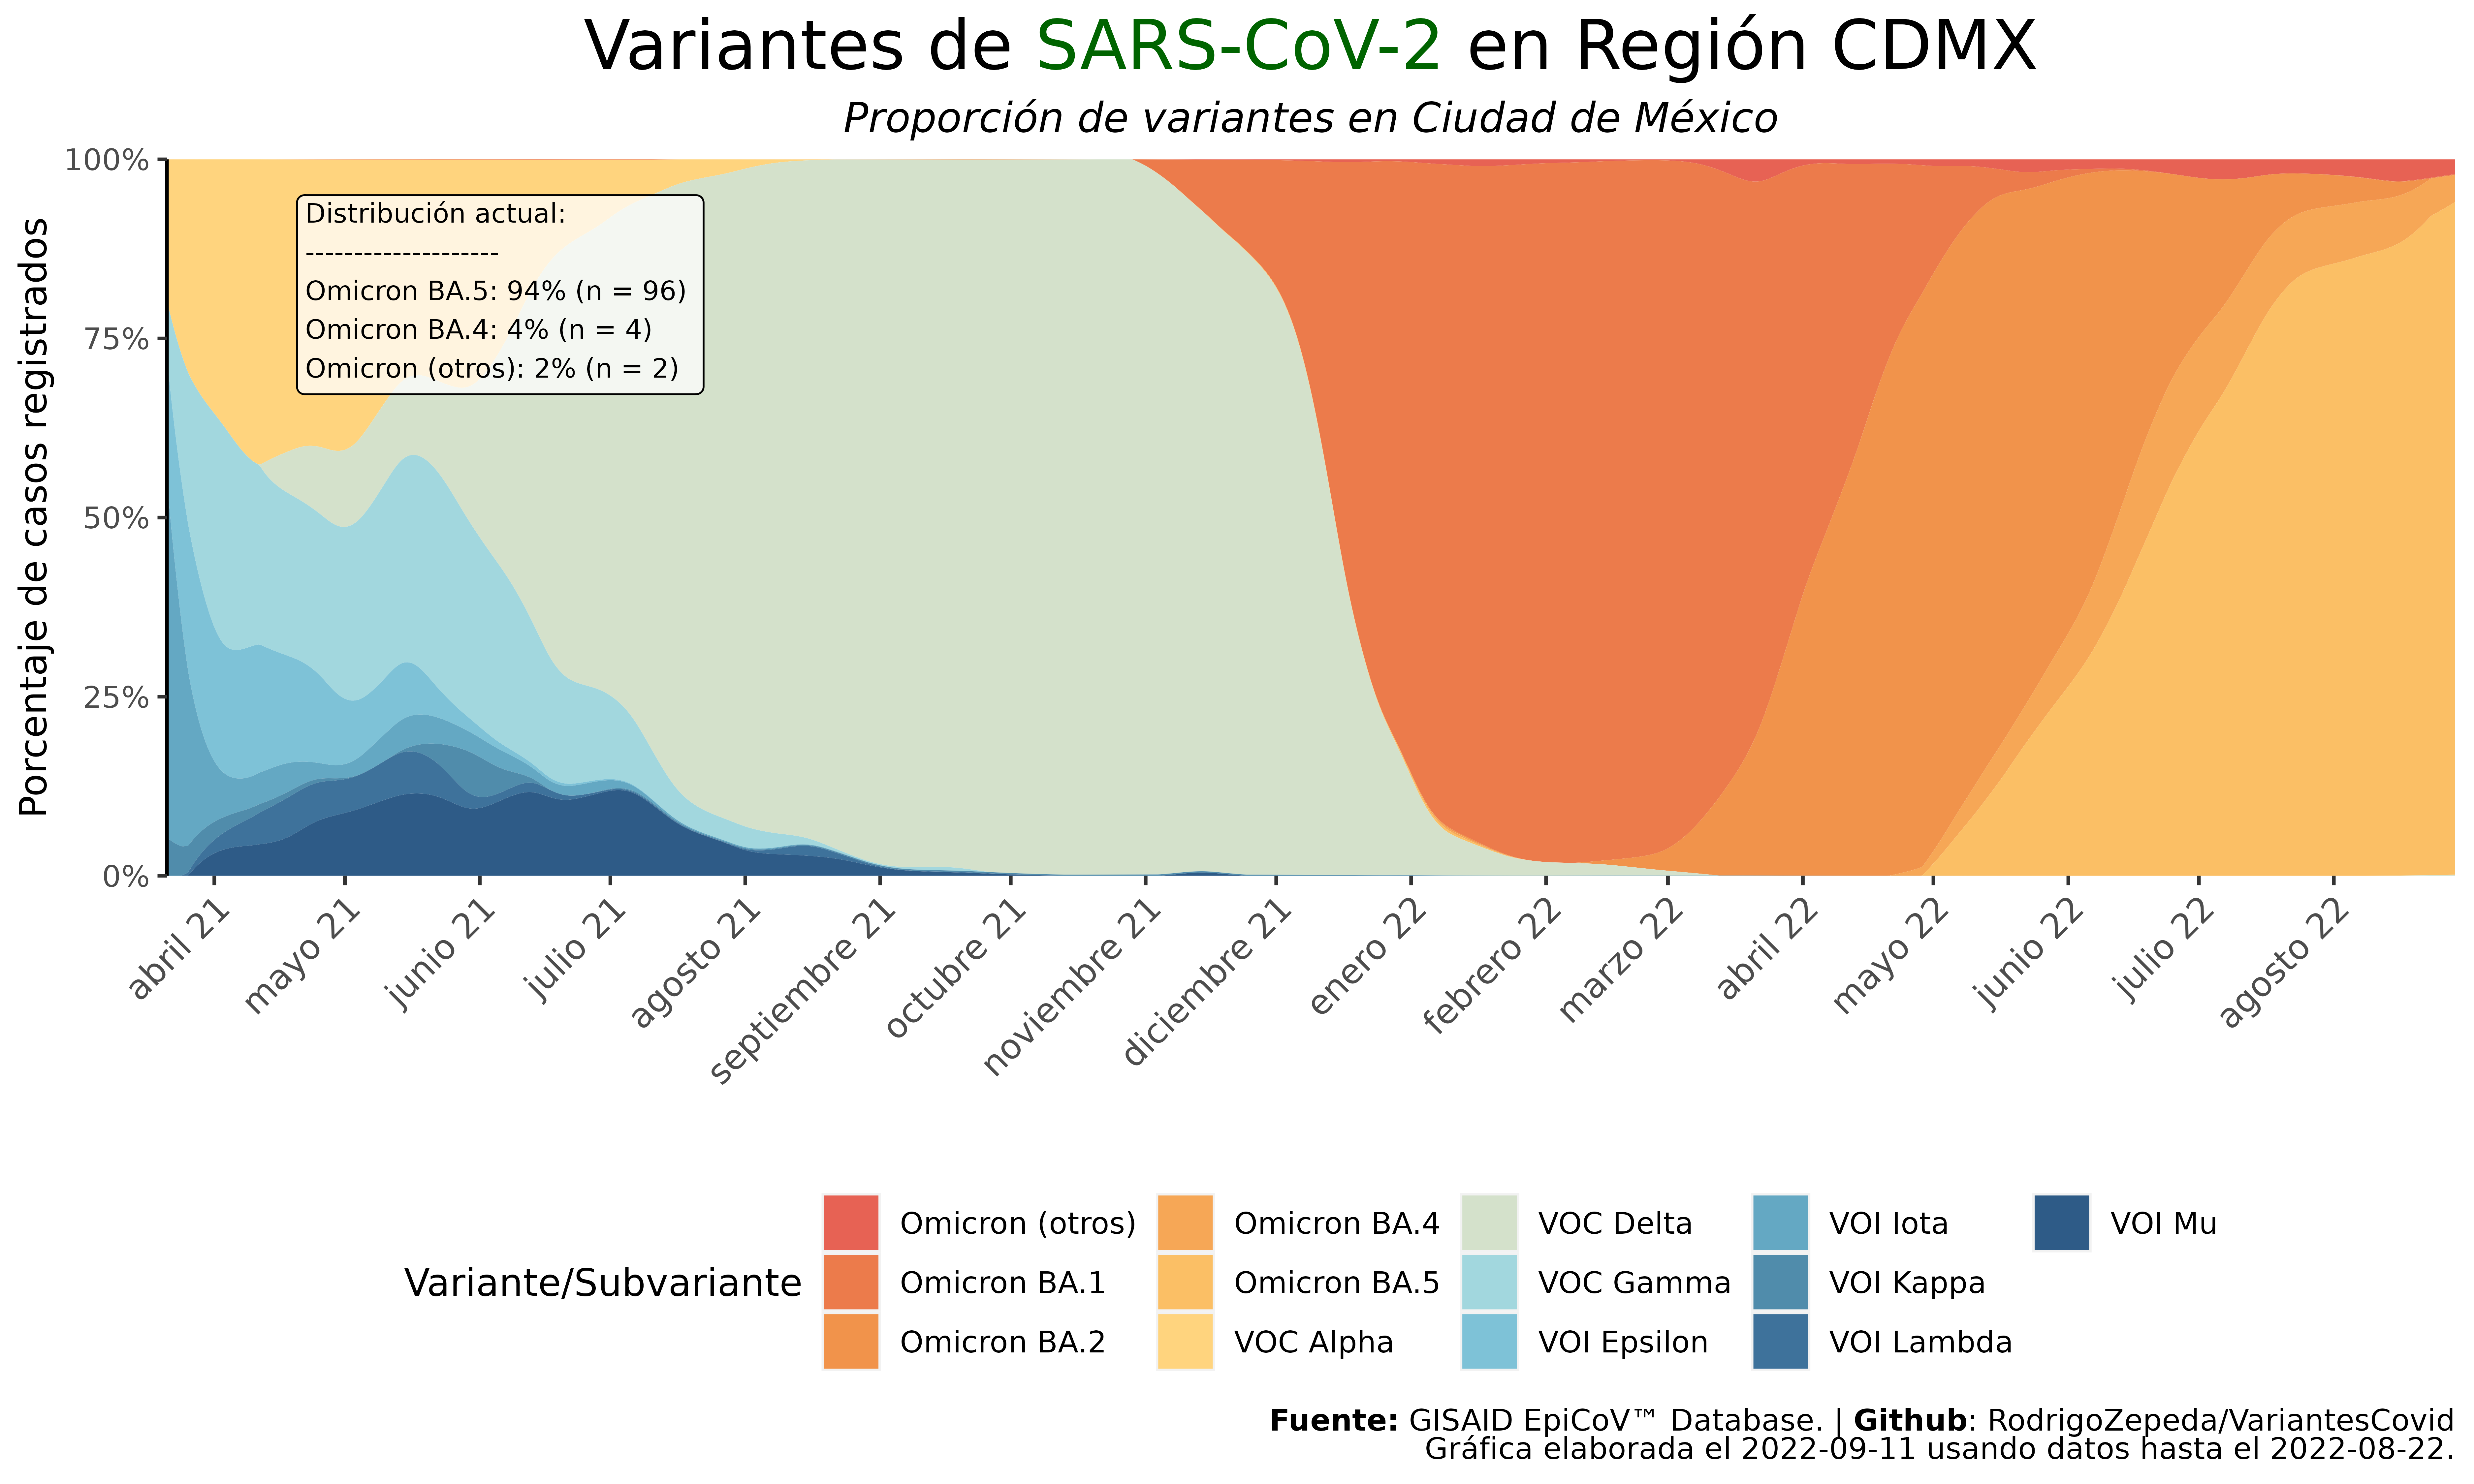 Variantes de SARS-CoV-2 en Región CDMX
Proporción de variantes en Ciudad de México
Porcentaje de casos registrados
100%
75%
50%
25%
0%
Distribución actual:
---------------------
Omicron BA.5: 94% (n = 96)
Omicron BA.4: 4% (n = 4)
Omicron (otros): 2% (n = 2)
abril 21
mayo 21
junio 21
julio 21
agosto 21
septiembre 21
octubre 21
noviembre 21
diciembre 21
enero 22
febrero 22
marzo 22
abril 22
mayo 22
junio 22
julio 22
agosto 22
Variante/Subvariante
Omicron (otros)
Omicron BA.1
Omicron BA.2
Omicron BA.4
Omicron BA.5
VOC Alpha
VOC Delta
VOC Gamma
VOI Epsilon
VOI Iota
VOI Kappa
VOI Lambda
VOI Mu
Fuente: GISAID EpiCoV™ Database. | Github: RodrigoZepeda/VariantesCovid
Gráfica elaborada el 2022-09-11 usando datos hasta el 2022-08-22.